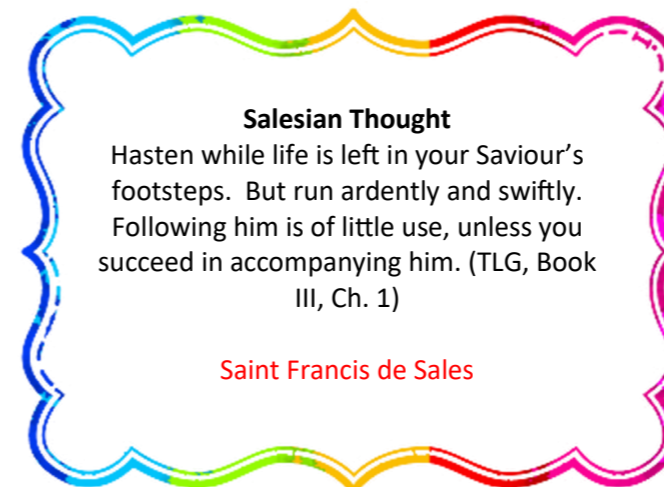 Salesian Thought
Hasten while life is left in your Saviour’s
footsteps.  But run ardently and swiftly.
Following him is of little use, unless you
succeed in accompanying him. (TLG, Book
III, Ch. 1)
Saint Francis de Sales